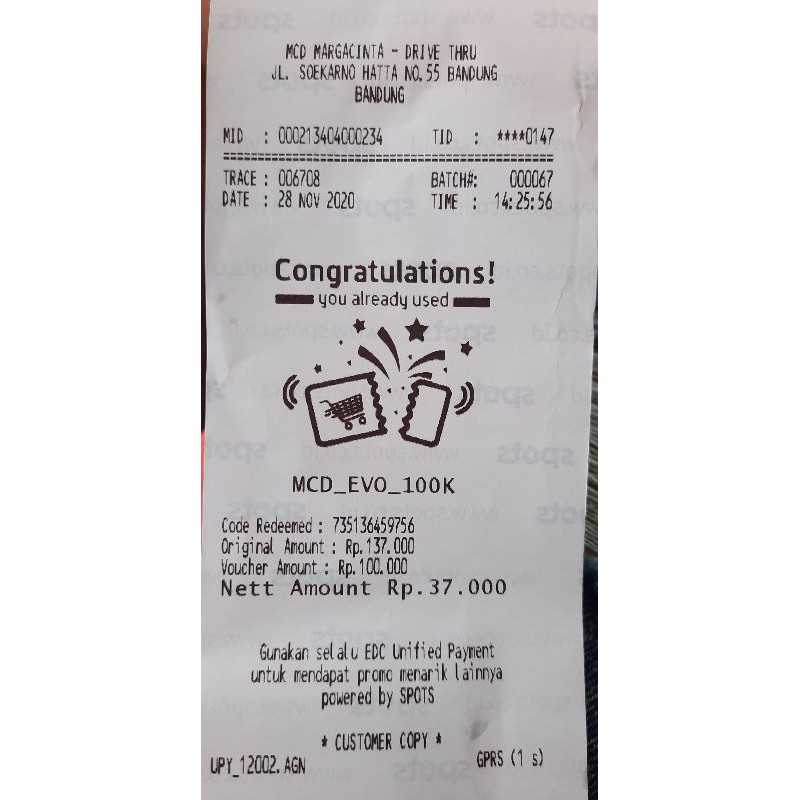 MCD MARGACINTA - DRIVE THRU
JL. SOEKARNO HATTA NO.55 BANDUNG
BANDUNG
MID : 000213404000234 TID : ****0147
================================================
TRACE : 006708 BATCH#: 000067
DATE : 28 NOV 2020 TIME : 14:25:56
Congratulations!
you already used
MCD_EVO_100K
Code Redeemed : 735136459756
Original Amount : Rp.137.000
Voucher Amount : Rp.100.000
Nett Amount Rp.37.000
Gunakan selalu EDC Unified Payment
untuk mendapat promo menarik lainnya
powered by SPOTS
* CUSTOMER COPY *
UPY_12002.AGN GPRS (1 s)